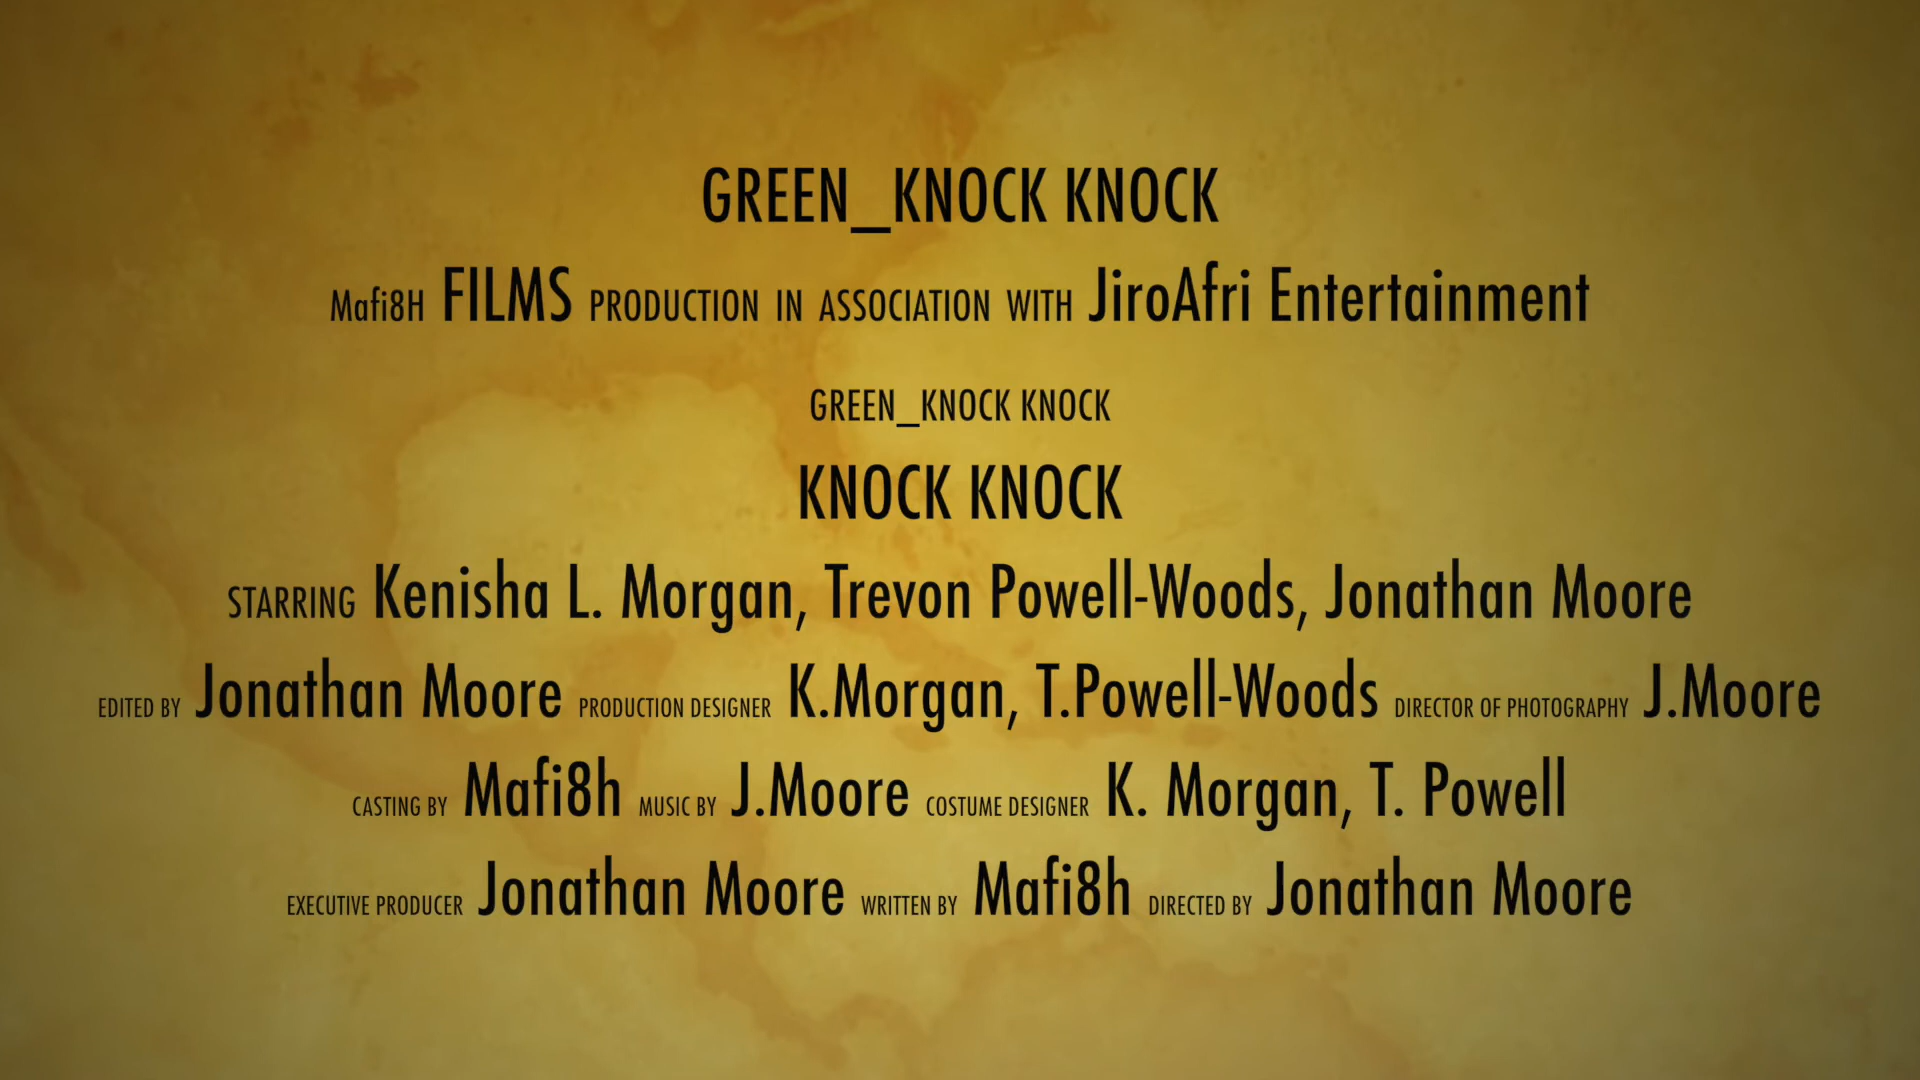 GREEN_KNOCK KNOCK
Mafi8H FILMS PRODUCTION IN ASSOCIATION WITH JiroAfri Entertainment
GREEN_KNOCK KNOCK
KNOCK KNOCK
STARRING Kenisha L. Morgan, Trevon Powell-Woods, Jonathan Moore
EDITED BY Jonathan Moore PRODUCTION DESIGNER K.Morgan, T.Powell-Woods DIRECTOR OF PHOTOGRAPHY J.Moore
CASTING BY Mafi8h MUSIC BY J.Moore COSTUME DESIGNER K. Morgan, T. Powell
EXECUTIVE PRODUCER Jonathan Moore WRITTEN BY Mafi8h DIRECTED BY Jonathan Moore